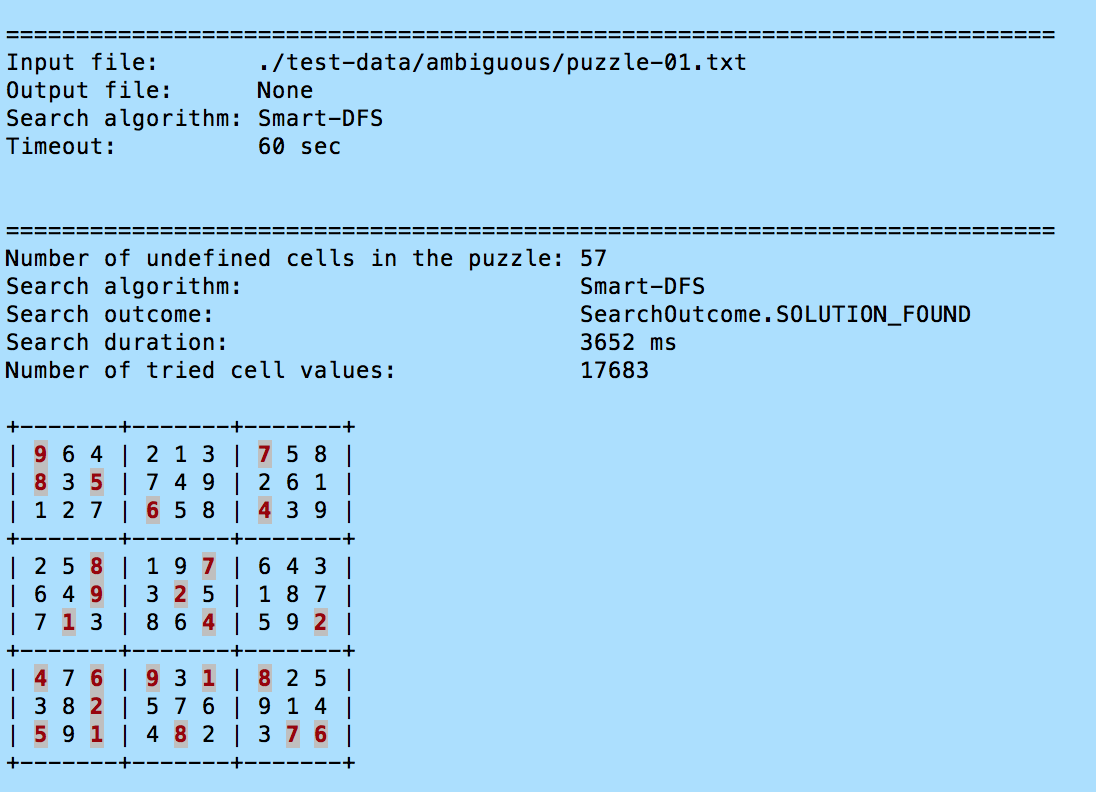 ===========================================================================
Input file:       ./test-data/ambiguous/puzzle-01.txt
Output file:      None
Search algorithm: Smart-DFS
Timeout:          60 sec
===========================================================================
Number of undefined cells in the puzzle: 57
Search algorithm:                        Smart-DFS
Search outcome:                          SearchOutcome.SOLUTION_FOUND
Search duration:                         3652 ms
Number of tried cell values:             17683
+-------+-------+-------+
| 9 6 4 | 2 1 3 | 7 5 8 |
| 8 3 5 | 7 4 9 | 2 6 1 |
| 1 2 7 | 6 5 8 | 4 3 9 |
+-------+-------+-------+
| 2 5 8 | 1 9 7 | 6 4 3 |
| 6 4 9 | 3 2 5 | 1 8 7 |
| 7 1 3 | 8 6 4 | 5 9 2 |
+-------+-------+-------+
| 4 7 6 | 9 3 1 | 8 2 5 |
| 3 8 2 | 5 7 6 | 9 1 4 |
| 5 9 1 | 4 8 2 | 3 7 6 |
+-------+-------+-------+